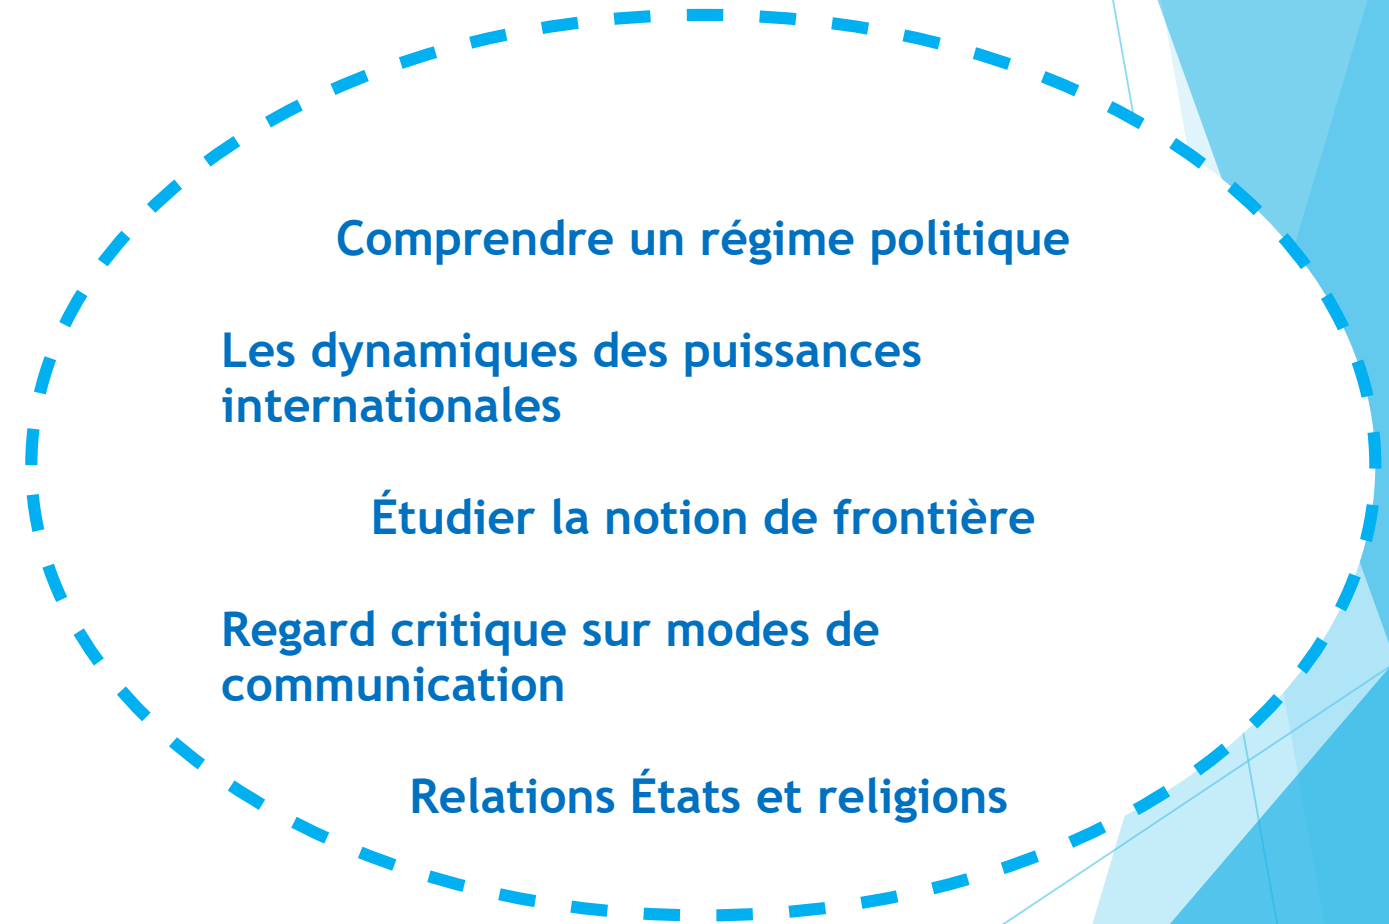 Comprendre un régime politique
Les dynamiques des puissances
internationales
Étudier la notion de frontière
Regard critique sur modes de
communication
Relations États et religions